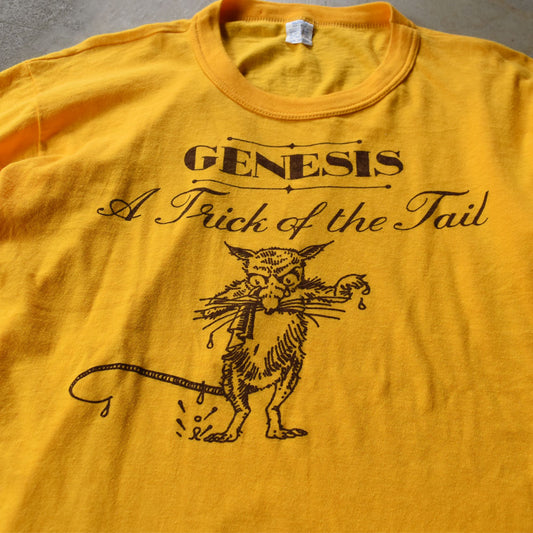 GENESIS
A Trick of the Tail